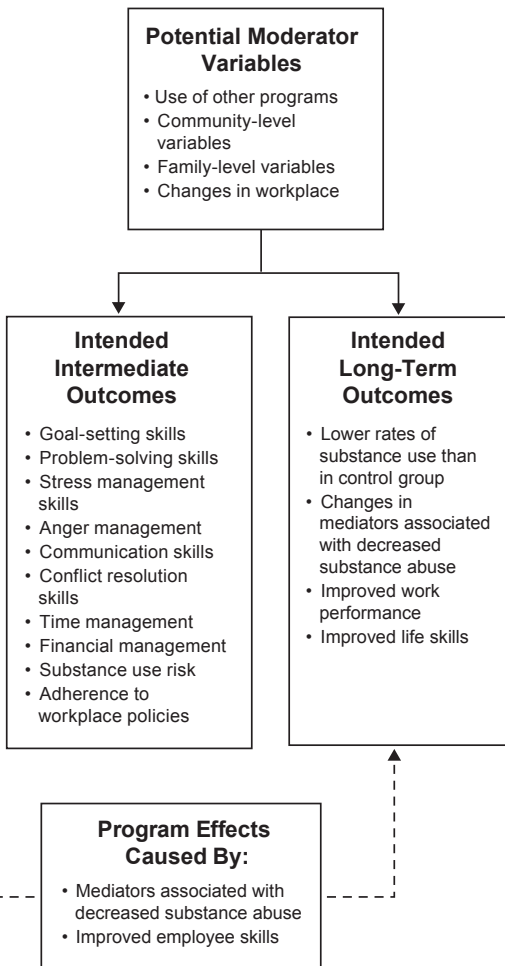 Potential Moderator
Variables
• Use of other programs
• Community-level
variables
• Family-level variables
• Changes in workplace
Intended
Intermediate
Outcomes
• Goal-setting skills
• Problem-solving skills
• Stress management
skills
• Anger management
• Communication skills
• Conflict resolution
skills
• Time management
• Financial management
• Substance use risk
• Adherence to
workplace policies
Intended
Long-Term
Outcomes
• Lower rates of
substance use than
in control group
• Changes in
mediators associated
with decreased
substance abuse
• Improved work
performance
• Improved life skills
Program Effects
Caused By:
• Mediators associated with
decreased substance abuse
• Improved employee skills